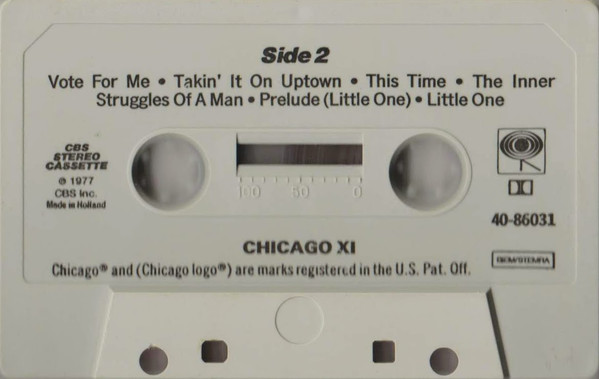 Side 2
Vote For Me • Takin' It On Uptown • This Time • The Inner
Struggles Of A Man • Prelude (Little One) • Little One
CBS
STEREO
CASSETTE
℗ 1977
CBS Inc.
Made in Holland
100 50 0
40-86031
CHICAGO XI
Chicago® and (Chicago logo®) are marks registered in the U.S. Pat. Off.
BIEM/STEMRA